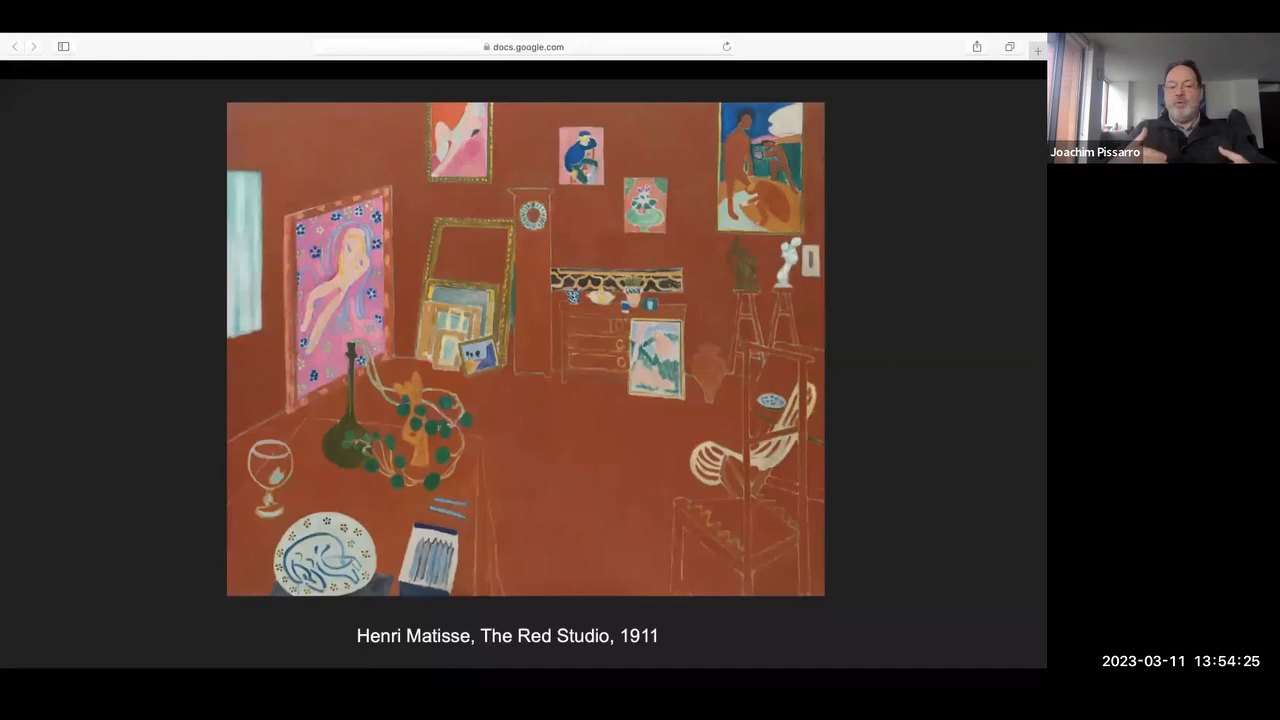 docs.google.com
Joachim Pissarro
Henri Matisse, The Red Studio, 1911
2023-03-11 13:54:25